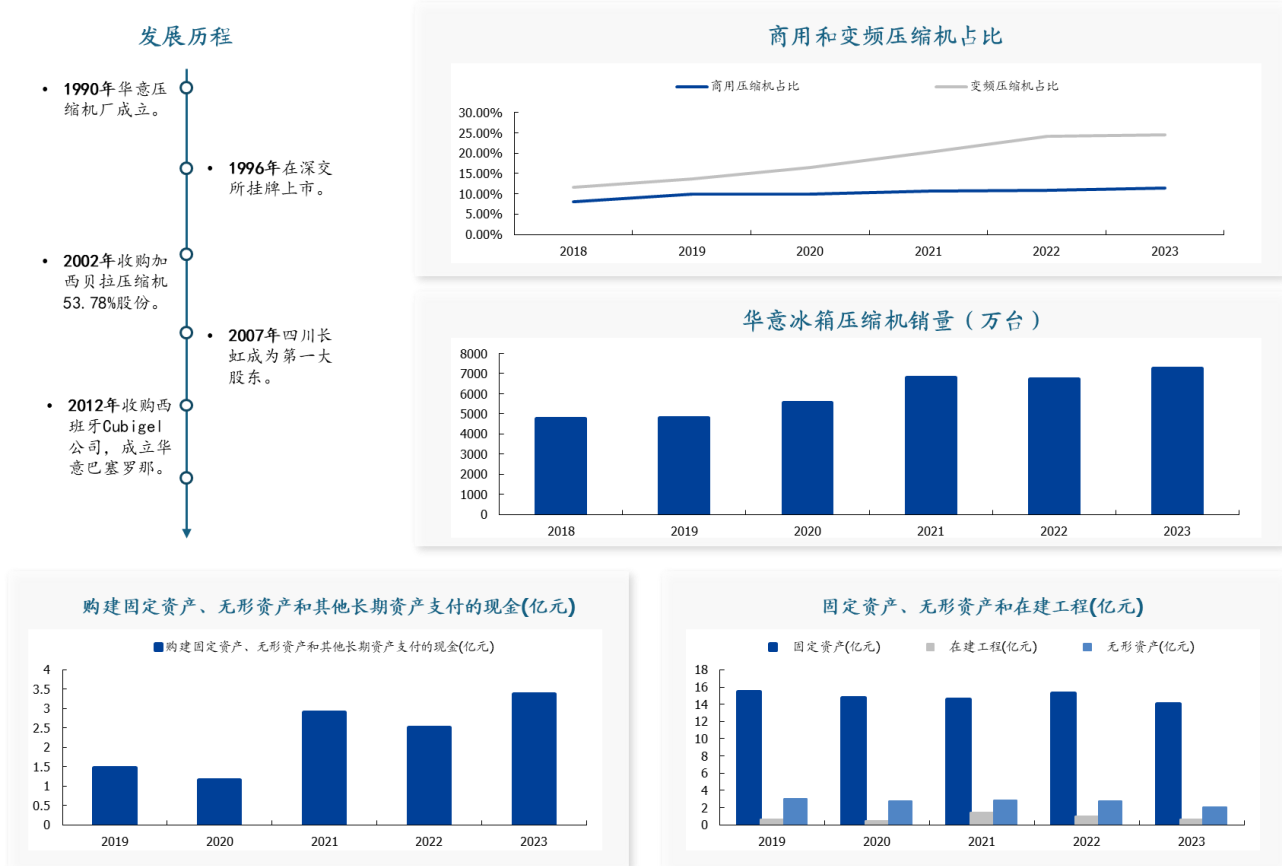 发展历程
• 1990年华意压
缩机厂成立。
• 1996年在深交
所挂牌上市。
• 2002年收购加
西贝拉压缩机
53.78%股份。
• 2007年四川长
虹成为第一大
股东。
• 2012年收购西
班牙Cubigel
公司，成立华
意巴塞罗那。
商用和变频压缩机占比
商用压缩机占比 变频压缩机占比
30.00%
25.00%
20.00%
15.00%
10.00%
5.00%
0.00%
2018 2019 2020 2021 2022 2023
华意冰箱压缩机销量（万台）
8000
7000
6000
5000
4000
3000
2000
1000
0
2018 2019 2020 2021 2022 2023
购建固定资产、无形资产和其他长期资产支付的现金(亿元)
购建固定资产、无形资产和其他长期资产支付的现金(亿元)
4
3.5
3
2.5
2
1.5
1
0.5
0
2019 2020 2021 2022 2023
固定资产、无形资产和在建工程(亿元)
固定资产(亿元) 在建工程(亿元) 无形资产(亿元)
18
16
14
12
10
8
6
4
2
0
2019 2020 2021 2022 2023